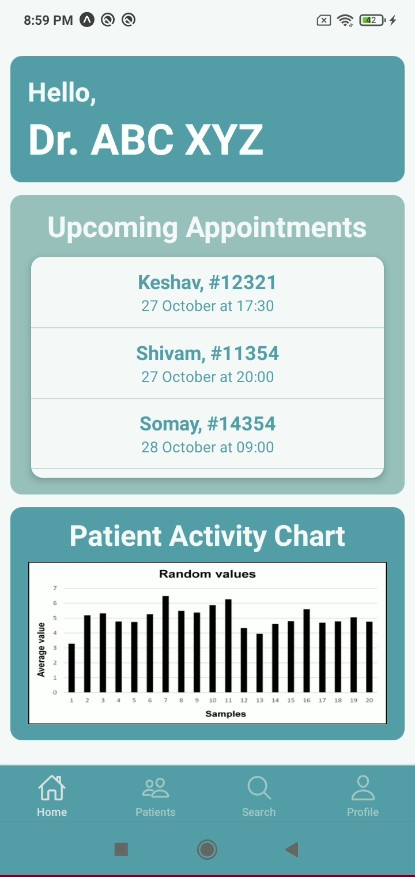 8:59 PM
42
Hello,
Dr. ABC XYZ
Upcoming Appointments
Keshav, #12321
27 October at 17:30
Shivam, #11354
27 October at 20:00
Somay, #14354
28 October at 09:00
Patient Activity Chart
Random values
Average value
7
6
5
4
3
2
1
0
1 2 3 4 5 6 7 8 9 10 11 12 13 14 15 16 17 18 19 20
Samples
Home Patients Search Profile